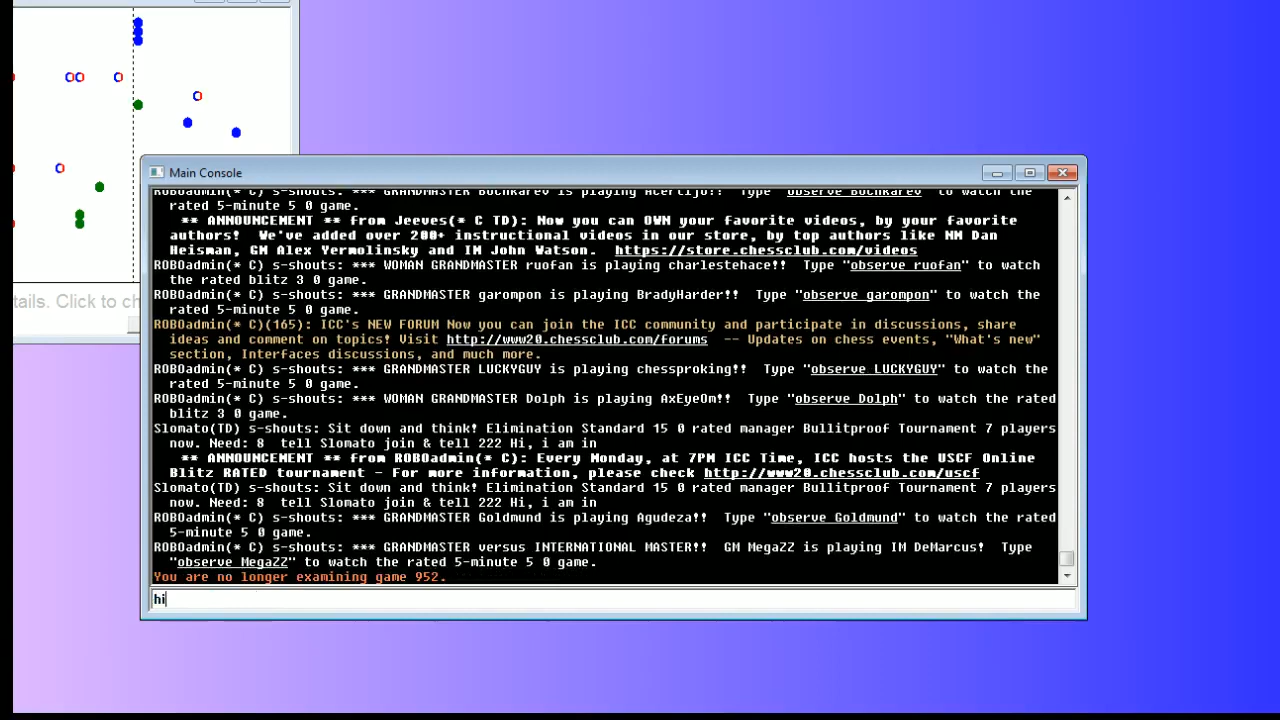 Main Console
ROBOadmin(* C) s-shouts: *** GRANDMASTER Bochkarev is playing Acertijo!!  Type "observe Bochkarev" to watch the
rated 5-minute 5 0 game.
** ANNOUNCEMENT ** from Jeeves(* C TD): Now you can OWN your favorite videos, by your favorite
authors!  We've added over 200+ instructional videos in our store, by top authors like NM Dan
Heisman, GM Alex Yermolinsky and IM John Watson.  https://store.chessclub.com/videos
ROBOadmin(* C) s-shouts: *** WOMAN GRANDMASTER ruofan is playing charlestehace!!  Type "observe ruofan" to watch
the rated blitz 3 0 game.
ROBOadmin(* C) s-shouts: *** GRANDMASTER garompon is playing BradyHarder!!  Type "observe garompon" to watch the
rated 5-minute 5 0 game.
ROBOadmin(* C)(165): ICC's NEW FORUM Now you can join the ICC community and participate in discussions, share
ideas and comment on topics! Visit http://www20.chessclub.com/forums  -- Updates on chess events, "What's new"
section, Interfaces discussions, and much more.
ROBOadmin(* C) s-shouts: *** GRANDMASTER LUCKYGUY is playing chessproking!!  Type "observe LUCKYGUY" to watch the
rated 5-minute 5 0 game.
ROBOadmin(* C) s-shouts: *** WOMAN GRANDMASTER Dolph is playing AxEyeOm!!  Type "observe Dolph" to watch the rated
blitz 3 0 game.
Slomato(TD) s-shouts: Sit down and think! Elimination Standard 15 0 rated manager Bullitproof Tournament 7 players
now. Need: 8  tell Slomato join & tell 222 Hi, i am in
** ANNOUNCEMENT ** from ROBOadmin(* C): Every Monday, at 7PM ICC Time, ICC hosts the USCF Online
Blitz RATED tournament - For more information, please check http://www20.chessclub.com/uscf
Slomato(TD) s-shouts: Sit down and think! Elimination Standard 15 0 rated manager Bullitproof Tournament 7 players
now. Need: 8  tell Slomato join & tell 222 Hi, i am in
ROBOadmin(* C) s-shouts: *** GRANDMASTER Goldmund is playing Agudeza!!  Type "observe Goldmund" to watch the rated
5-minute 5 0 game.
ROBOadmin(* C) s-shouts: *** GRANDMASTER versus INTERNATIONAL MASTER!!  GM MegaZZ is playing IM DeMarcus!  Type
"observe MegaZZ" to watch the rated 5-minute 5 0 game.
You are no longer examining game 952.
hi
tails. Click to ch